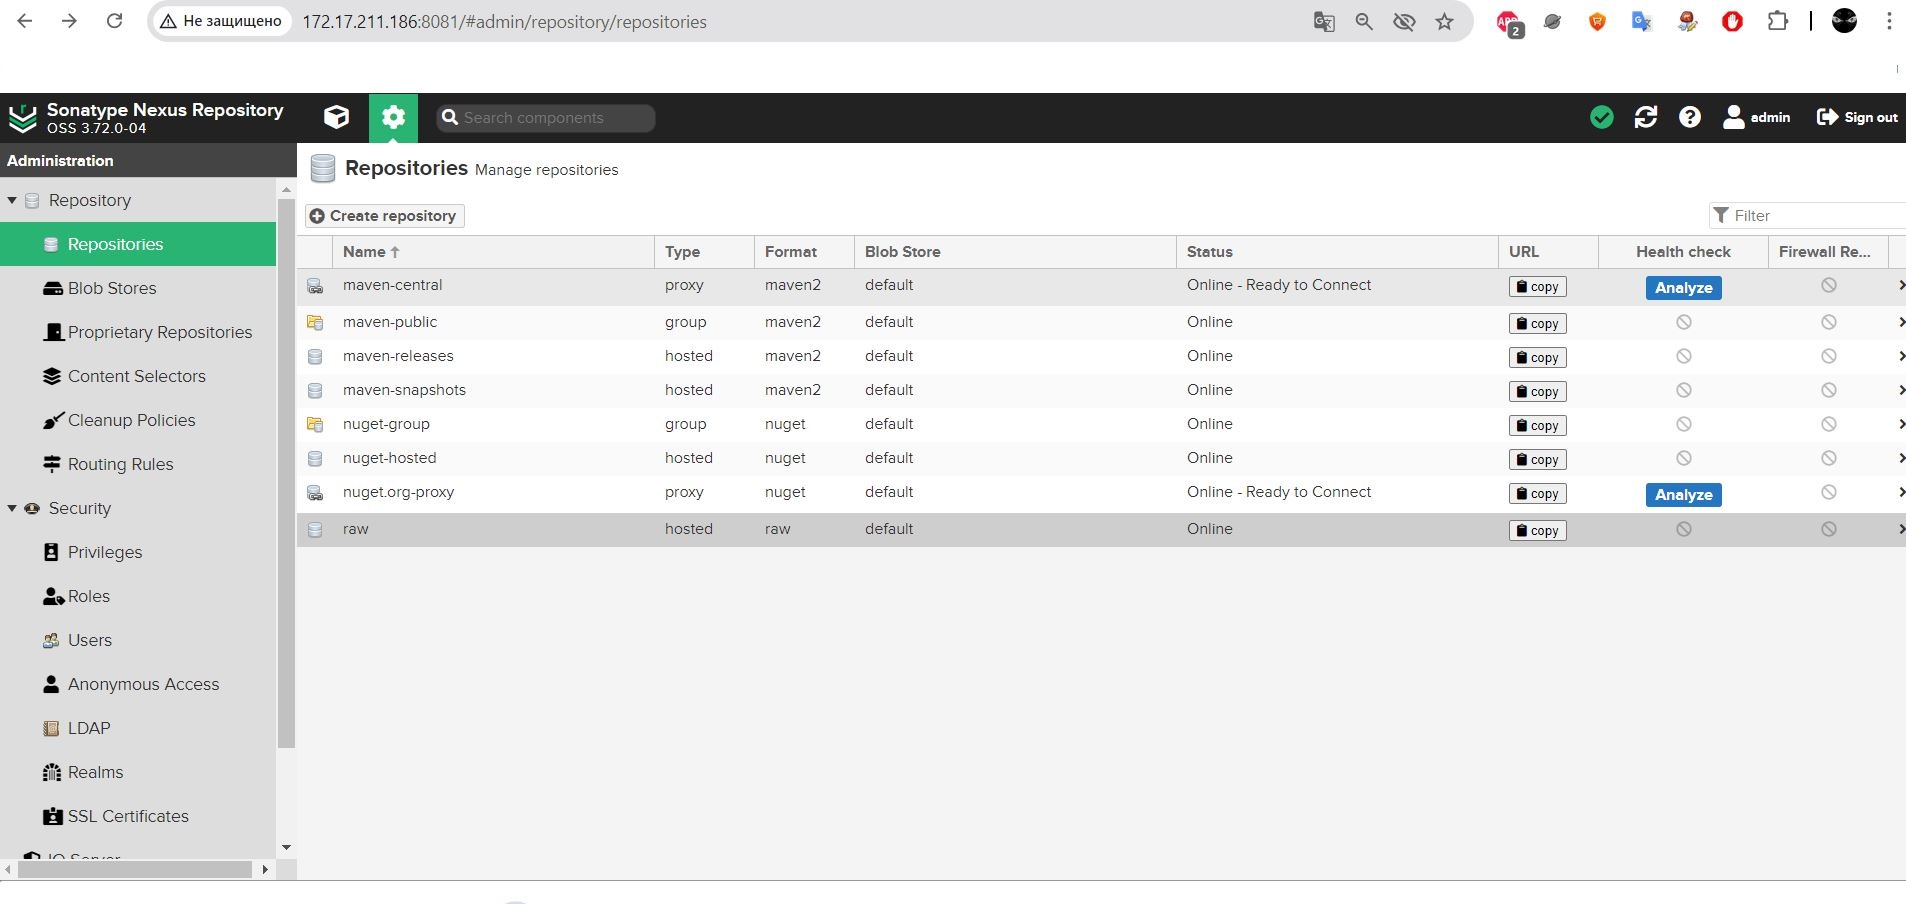 Не защищено 172.17.211.186:8081/#admin/repository/repositories
2
Sonatype Nexus Repository
OSS 3.72.0-04
Search components
admin
Sign out
Administration
Repository
Repositories
Blob Stores
Proprietary Repositories
Content Selectors
Cleanup Policies
Routing Rules
Security
Privileges
Roles
Users
Anonymous Access
LDAP
Realms
SSL Certificates
IQ Server
Repositories Manage repositories
Create repository
Filter
Name Type Format Blob Store Status URL Health check Firewall Re...
maven-central proxy maven2 default Online - Ready to Connect copy Analyze
maven-public group maven2 default Online copy
maven-releases hosted maven2 default Online copy
maven-snapshots hosted maven2 default Online copy
nuget-group group nuget default Online copy
nuget-hosted hosted nuget default Online copy
nuget.org-proxy proxy nuget default Online - Ready to Connect copy Analyze
raw hosted raw default Online copy